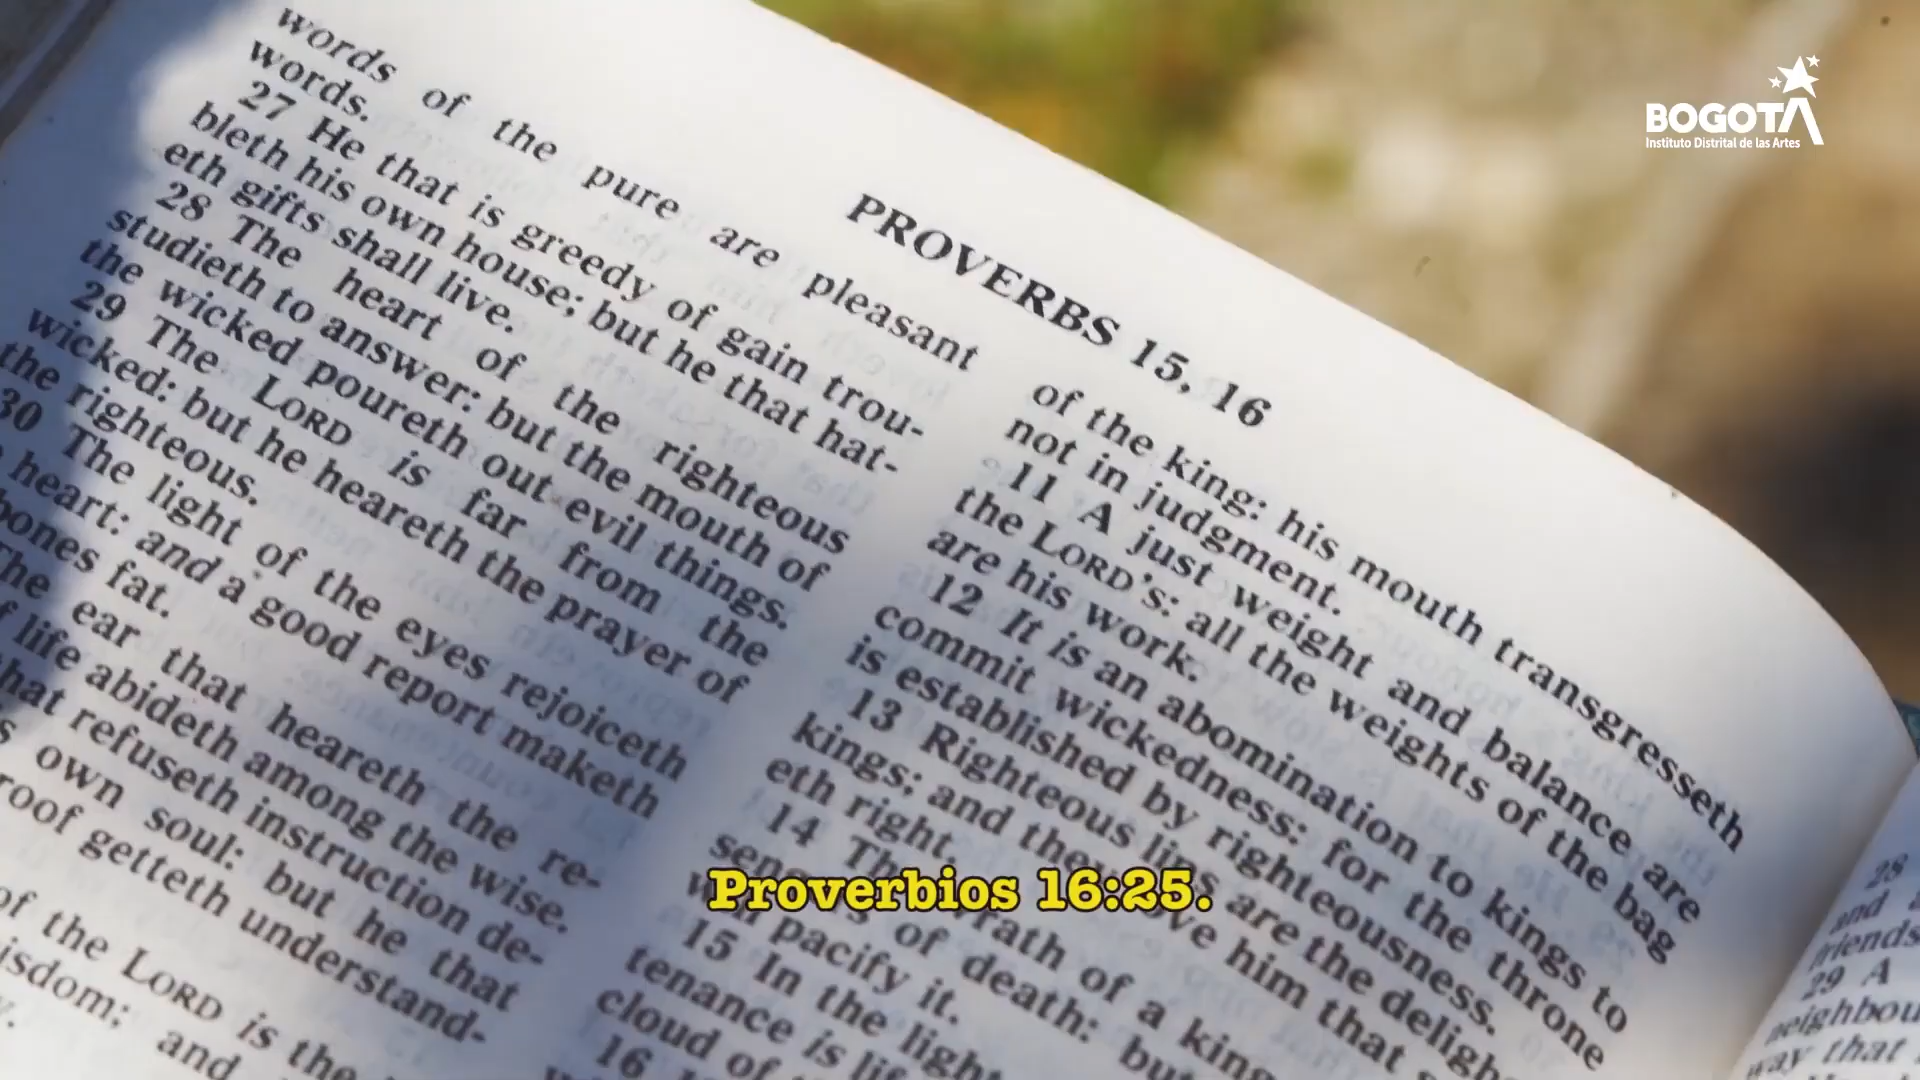 words of the pure are pleasant
words.
27 He that is greedy of gain trou-
bleth his own house; but he that hat-
eth gifts shall live.
28 The heart of the righteous
studieth to answer: but the mouth of
the wicked poureth out evil things.
29 The LORD is far from the
wicked: but he heareth the prayer of
the righteous.
30 The light of the eyes rejoiceth
heart: and a good report maketh
bones fat.
The ear that heareth the re-
life abideth among the wise.
that refuseth instruction de-
own soul: but he that
getteth understand-
of the LORD is the
and
PROVERBS 15, 16
of the king: his mouth transgresseth
not in judgment.
11 A just weight and balance are
the LORD'S: all the weights of the bag
are his work.
12 It is an abomination to kings to
commit wickedness: for the throne
is established by righteousness.
13 Righteous lips are the
kings; and they love him that
eth right.
14 The wrath of a king
of death: but
pacify it.
15 In the light
tenance is
cloud of
16
28
and
friends
29 A
way that
BOGOTÁ
Instituto Distrital de las Artes
Proverbios 16:25.